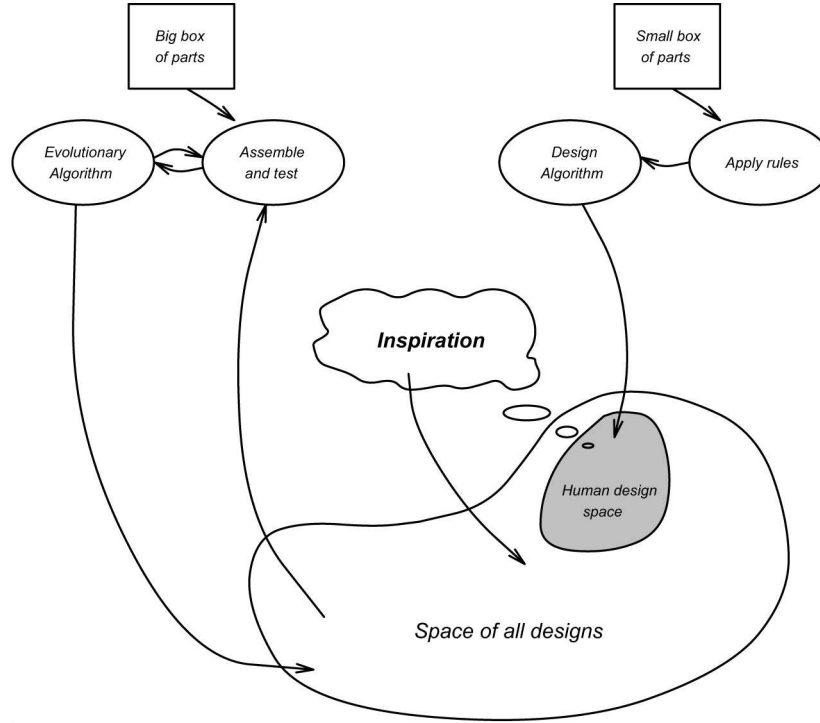 Big box
of parts
Small box
of parts
Evolutionary
Algorithm
Assemble
and test
Design
Algorithm
Apply rules
Inspiration
Human design
space
Space of all designs